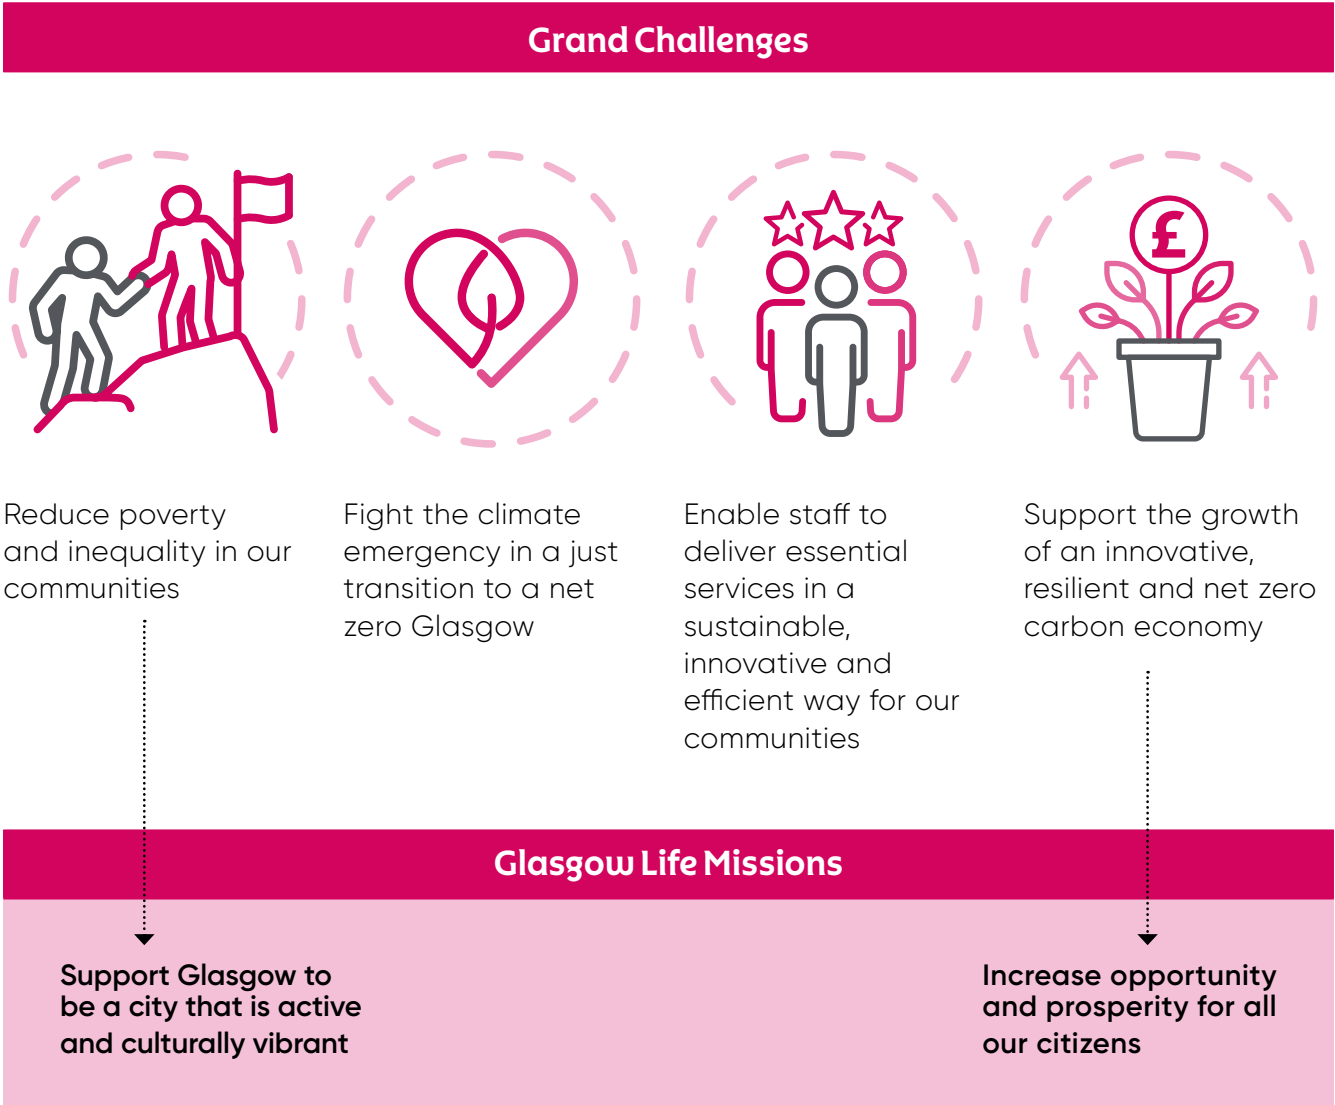 Grand Challenges
£
Reduce poverty
and inequality in our
communities
Fight the climate
emergency in a just
transition to a net
zero Glasgow
Enable staff to
deliver essential
services in a
sustainable,
innovative and
efficient way for our
communities
Support the growth
of an innovative,
resilient and net zero
carbon economy
Glasgow Life Missions
Support Glasgow to
be a city that is active
and culturally vibrant
Increase opportunity
and prosperity for all
our citizens